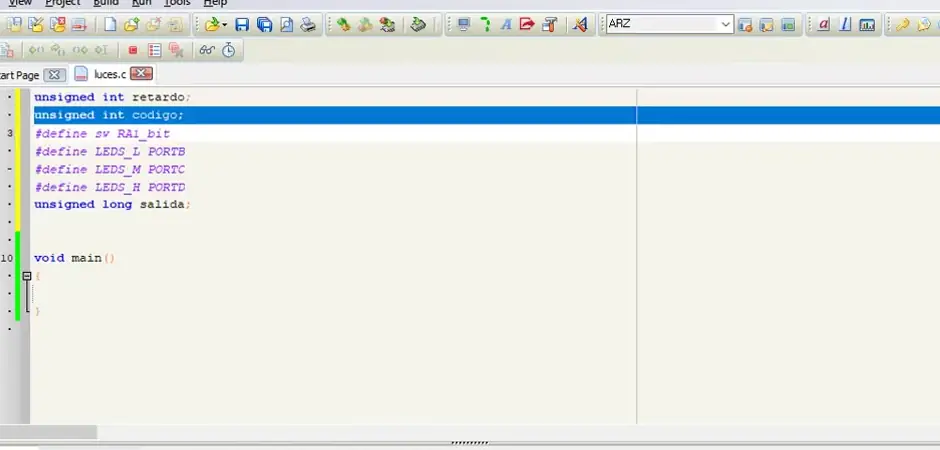 View Project Build Run Tools Help
ARZ
Start Page luces.c
unsigned int retardo;
unsigned int codigo;
3 #define sw RA1_bit
#define LEDS_L PORTB
#define LEDS_M PORTC
#define LEDS_H PORTD
unsigned long salida;
10 void main()
{
}